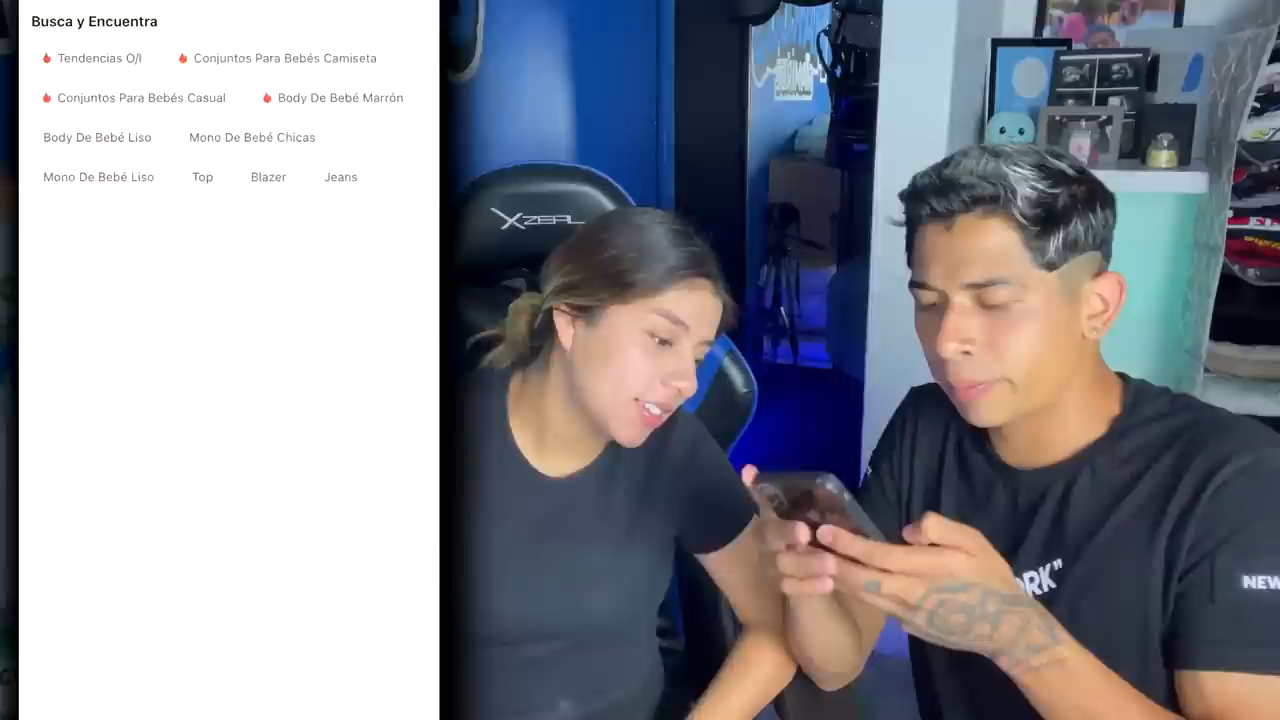 Busca y Encuentra
Tendencias O/I
Conjuntos Para Bebés Camiseta
Conjuntos Para Bebés Casual
Body De Bebé Marrón
Body De Bebé Liso
Mono De Bebé Chicas
Mono De Bebé Liso
Top
Blazer
Jeans
XZEAL
RK"
NEW